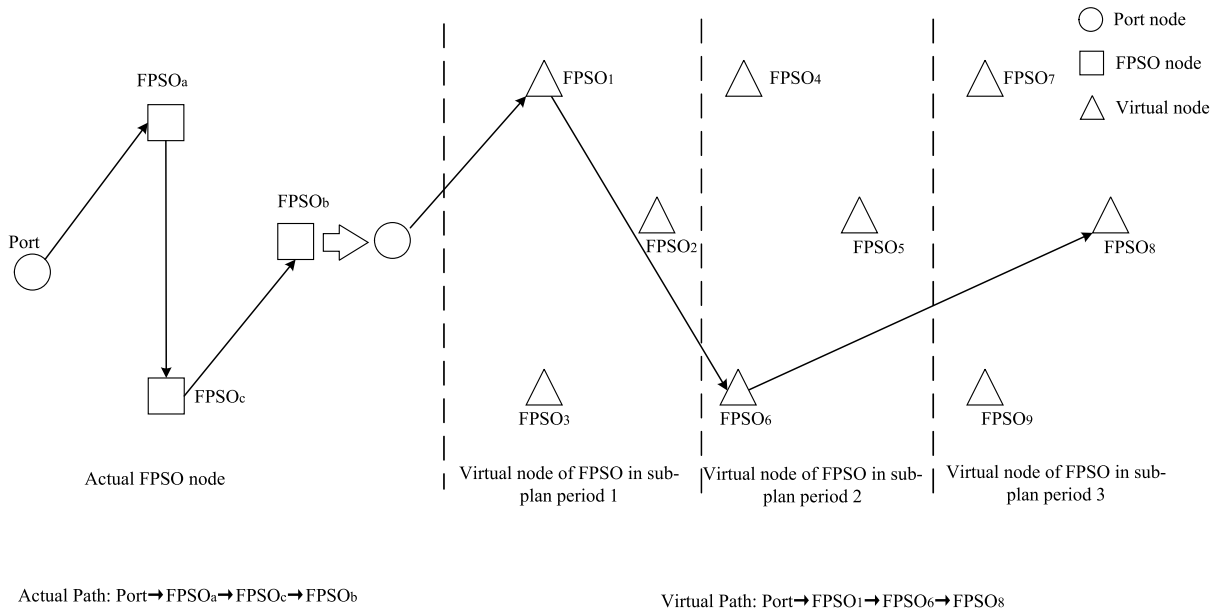 Port node
FPSO node
Virtual node
FPSOa
FPSO1
FPSO4
FPSO7
FPSOb
Port
FPSO2
FPSO5
FPSO8
FPSOc
FPSO3
FPSO6
FPSO9
Actual FPSO node
Virtual node of FPSO in sub-
plan period 1
Virtual node of FPSO in sub-
plan period 2
Virtual node of FPSO in sub-
plan period 3
Actual Path: Port→FPSOa→FPSOc→FPSOb
Virtual Path: Port→FPSO1→FPSO6→FPSO8